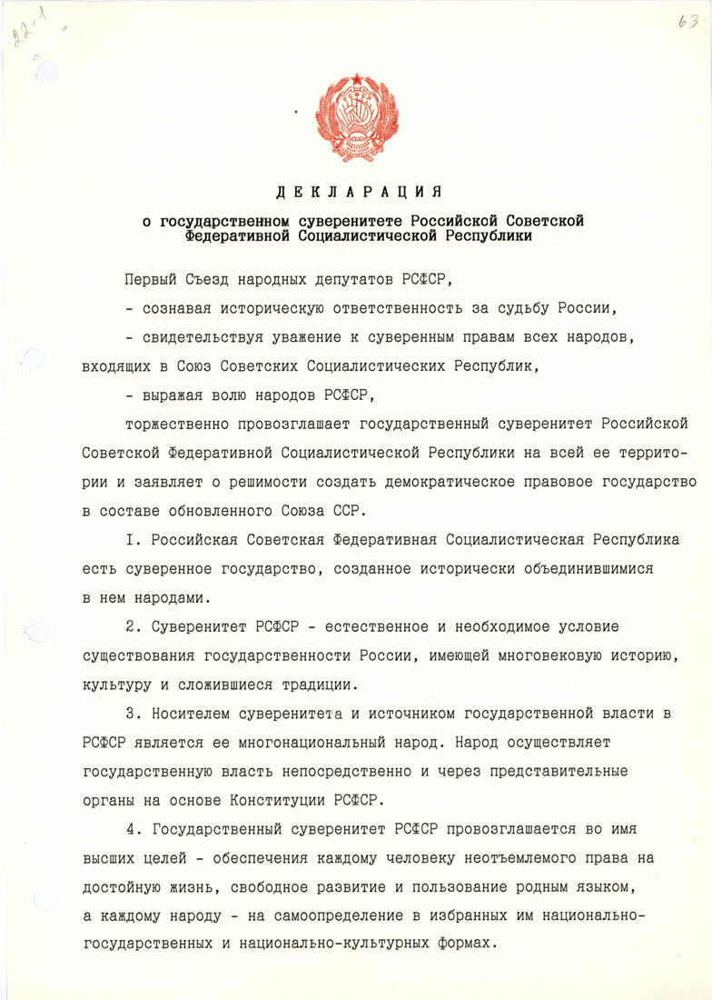 22-1
63
РСФСР
ДЕКЛАРАЦИЯ
о государственном суверенитете Российской Советской
Федеративной Социалистической Республики
Первый Съезд народных депутатов РСФСР,
- сознавая историческую ответственность за судьбу России,
- свидетельствуя уважение к суверенным правам всех народов,
входящих в Союз Советских Социалистических Республик,
- выражая волю народов РСФСР,
торжественно провозглашает государственный суверенитет Российской
Советской Федеративной Социалистической Республики на всей ее террито-
рии и заявляет о решимости создать демократическое правовое государство
в составе обновленного Союза ССР.
I. Российская Советская Федеративная Социалистическая Республика
есть суверенное государство, созданное исторически объединившимися
в нем народами.
2. Суверенитет РСФСР - естественное и необходимое условие
существования государственности России, имеющей многовековую историю,
культуру и сложившиеся традиции.
3. Носителем суверенитета и источником государственной власти в
РСФСР является ее многонациональный народ. Народ осуществляет
государственную власть непосредственно и через представительные
органы на основе Конституции РСФСР.
4. Государственный суверенитет РСФСР провозглашается во имя
высших целей - обеспечения каждому человеку неотъемлемого права на
достойную жизнь, свободное развитие и пользование родным языком,
а каждому народу - на самоопределение в избранных им национально-
государственных и национально-культурных формах.